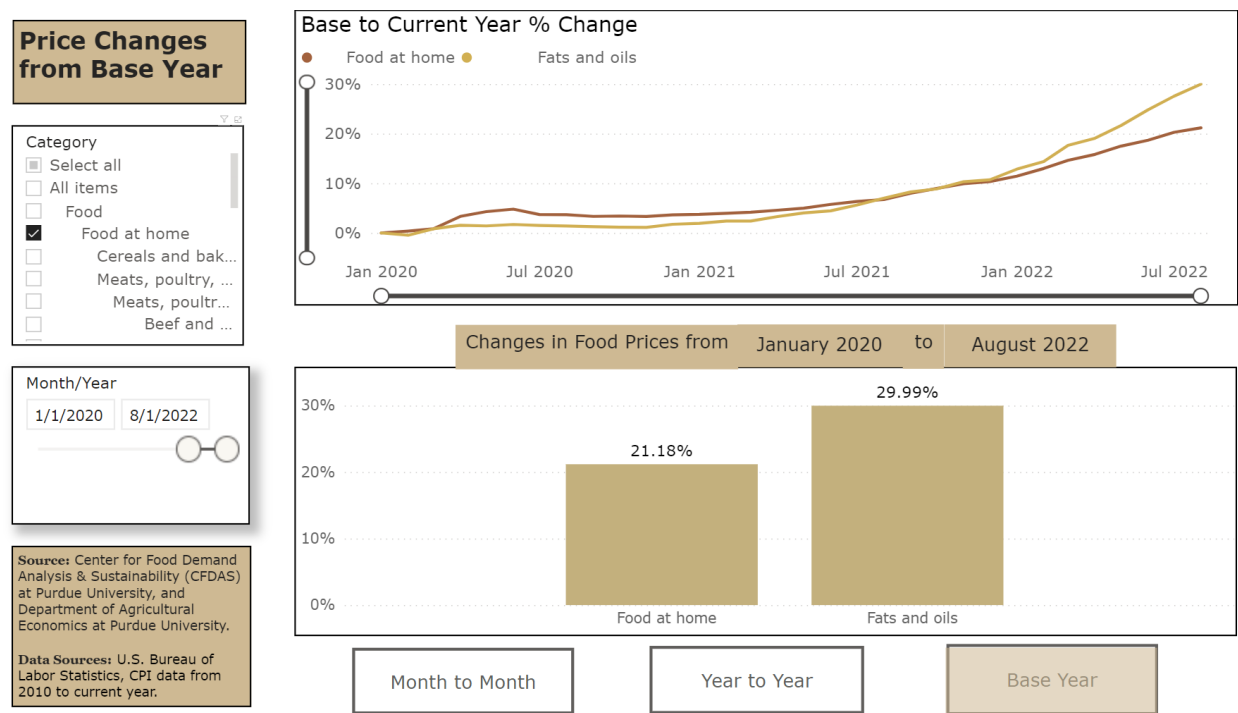 Price Changes
from Base Year
Category
Select all
All items
Food
Food at home
Cereals and bak...
Meats, poultry, ...
Meats, poultr...
Beef and ...
Month/Year
1/1/2020 8/1/2022
Source: Center for Food Demand
Analysis & Sustainability (CFDAS)
at Purdue University, and
Department of Agricultural
Economics at Purdue University.
Data Sources: U.S. Bureau of
Labor Statistics, CPI data from
2010 to current year.
Base to Current Year % Change
Food at home Fats and oils
30%
20%
10%
0%
Jan 2020 Jul 2020 Jan 2021 Jul 2021 Jan 2022 Jul 2022
Changes in Food Prices from January 2020 to August 2022
29.99%
30%
21.18%
20%
10%
0%
Food at home Fats and oils
Month to Month Year to Year Base Year